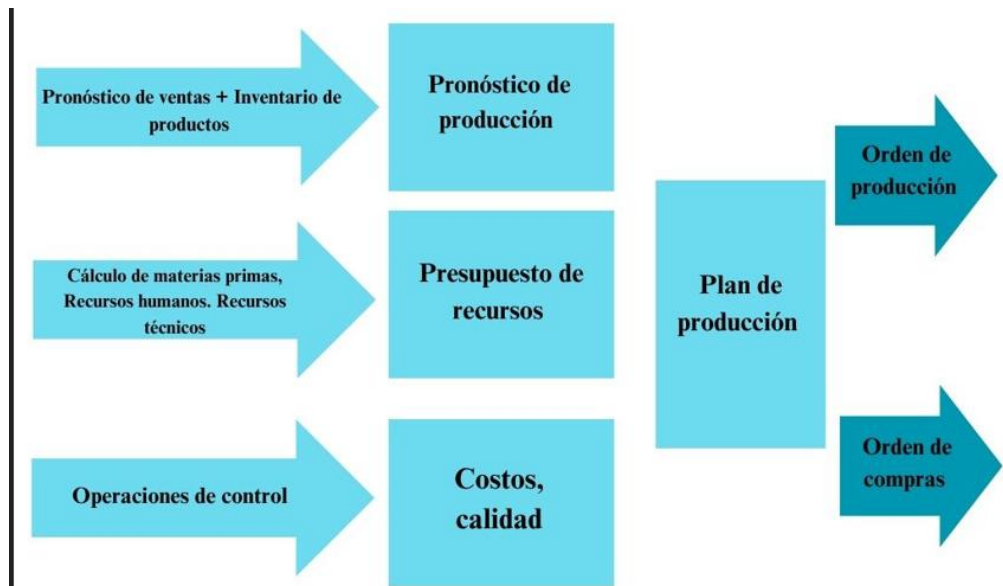 Pronóstico de ventas + Inventario de
productos
Pronóstico de
producción
Cálculo de materias primas,
Recursos humanos. Recursos
técnicos
Presupuesto de
recursos
Operaciones de control
Costos,
calidad
Plan de
producción
Orden de
producción
Orden de
compras